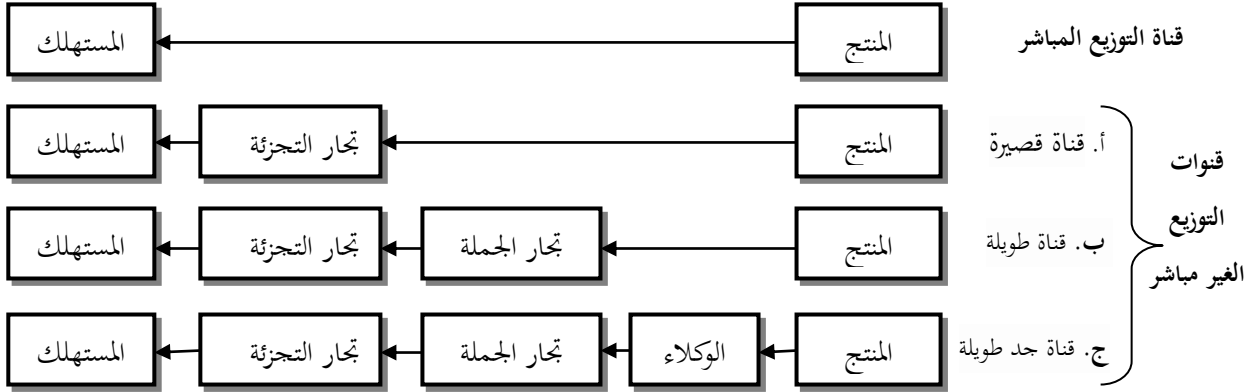 قناة التوزيع المباشر المنتج المستهلك
أ. قناة قصيرة المنتج تجار التجزئة المستهلك
قنوات
التوزيع
الغير مباشر
ب. قناة طويلة المنتج تجار الجملة تجار التجزئة المستهلك
ج. قناة جد طويلة المنتج الوكلاء تجار الجملة تجار التجزئة المستهلك